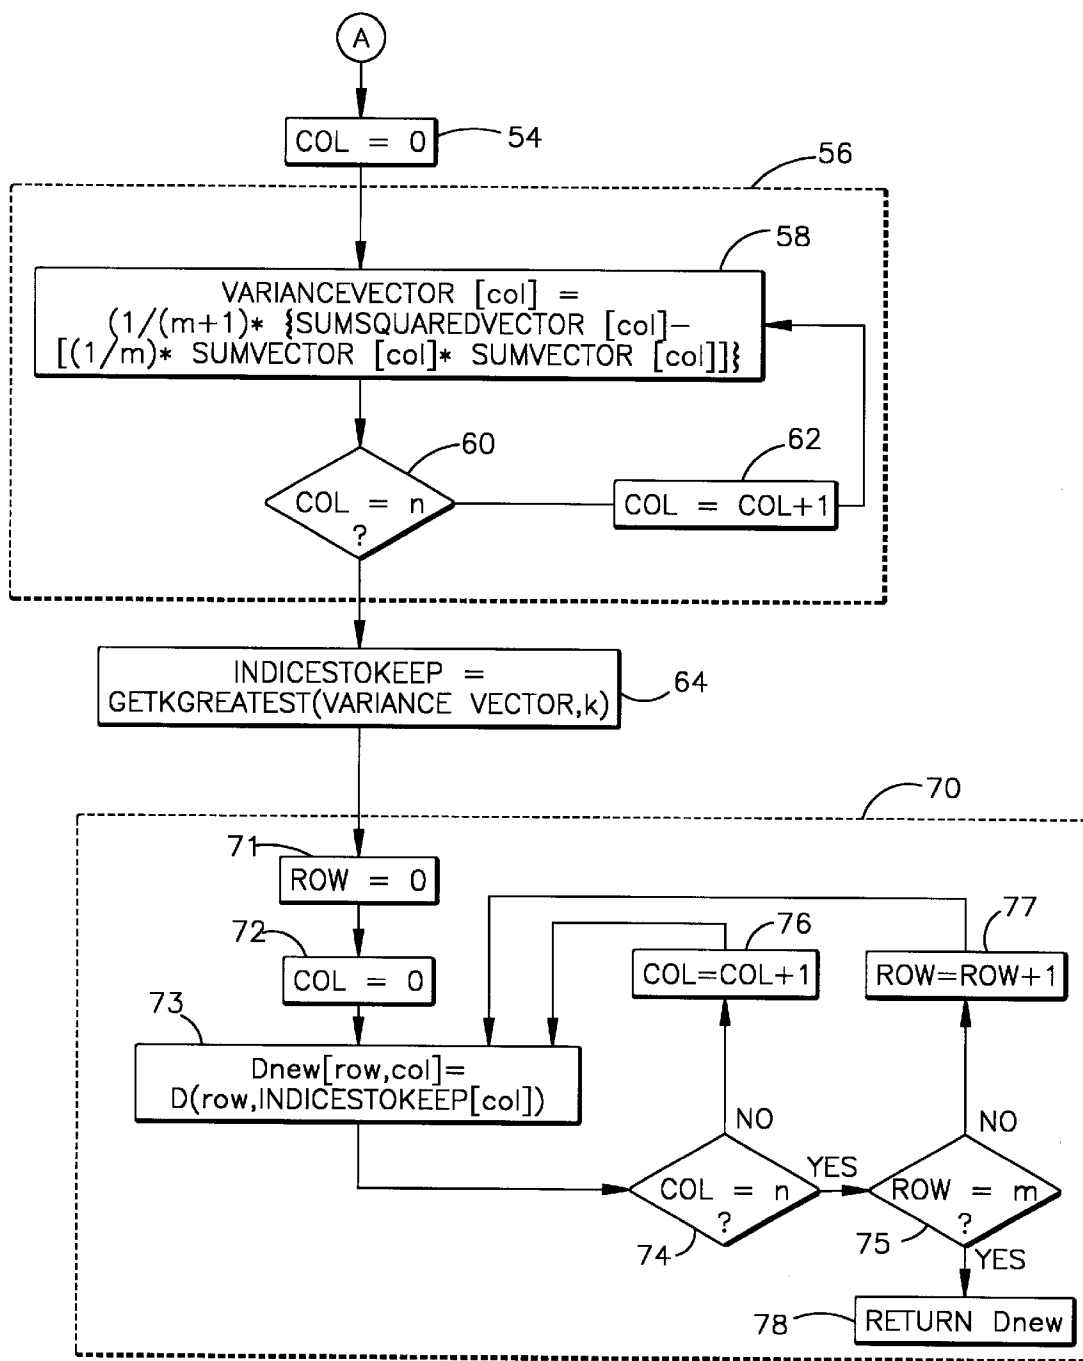 A
COL = 0
54
56
58
VARIANCEVECTOR [col] =
(1/(m+1)* {SUMSQUAREDVECTOR [col]-
[(1/m)* SUMVECTOR [col]* SUMVECTOR [col]]}
60
COL = n
?
62
COL = COL+1
INDICESTOKEEP =
GETKGREATEST(VARIANCE VECTOR,k)
64
70
71
ROW = 0
72
COL = 0
76
COL=COL+1
77
ROW=ROW+1
73
Dnew[row,col]=
D(row,INDICESTOKEEP[col])
NO
NO
COL = n
?
YES
ROW = m
?
74
75
YES
78
RETURN Dnew